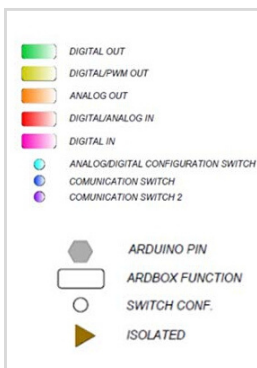 DIGITAL OUT
DIGITAL/PWM OUT
ANALOG OUT
DIGITAL/ANALOG IN
DIGITAL IN
ANALOG/DIGITAL CONFIGURATION SWITCH
COMUNICATION SWITCH
COMUNICATION SWITCH 2
ARDUINO PIN
ARDBOX FUNCTION
SWITCH CONF.
ISOLATED